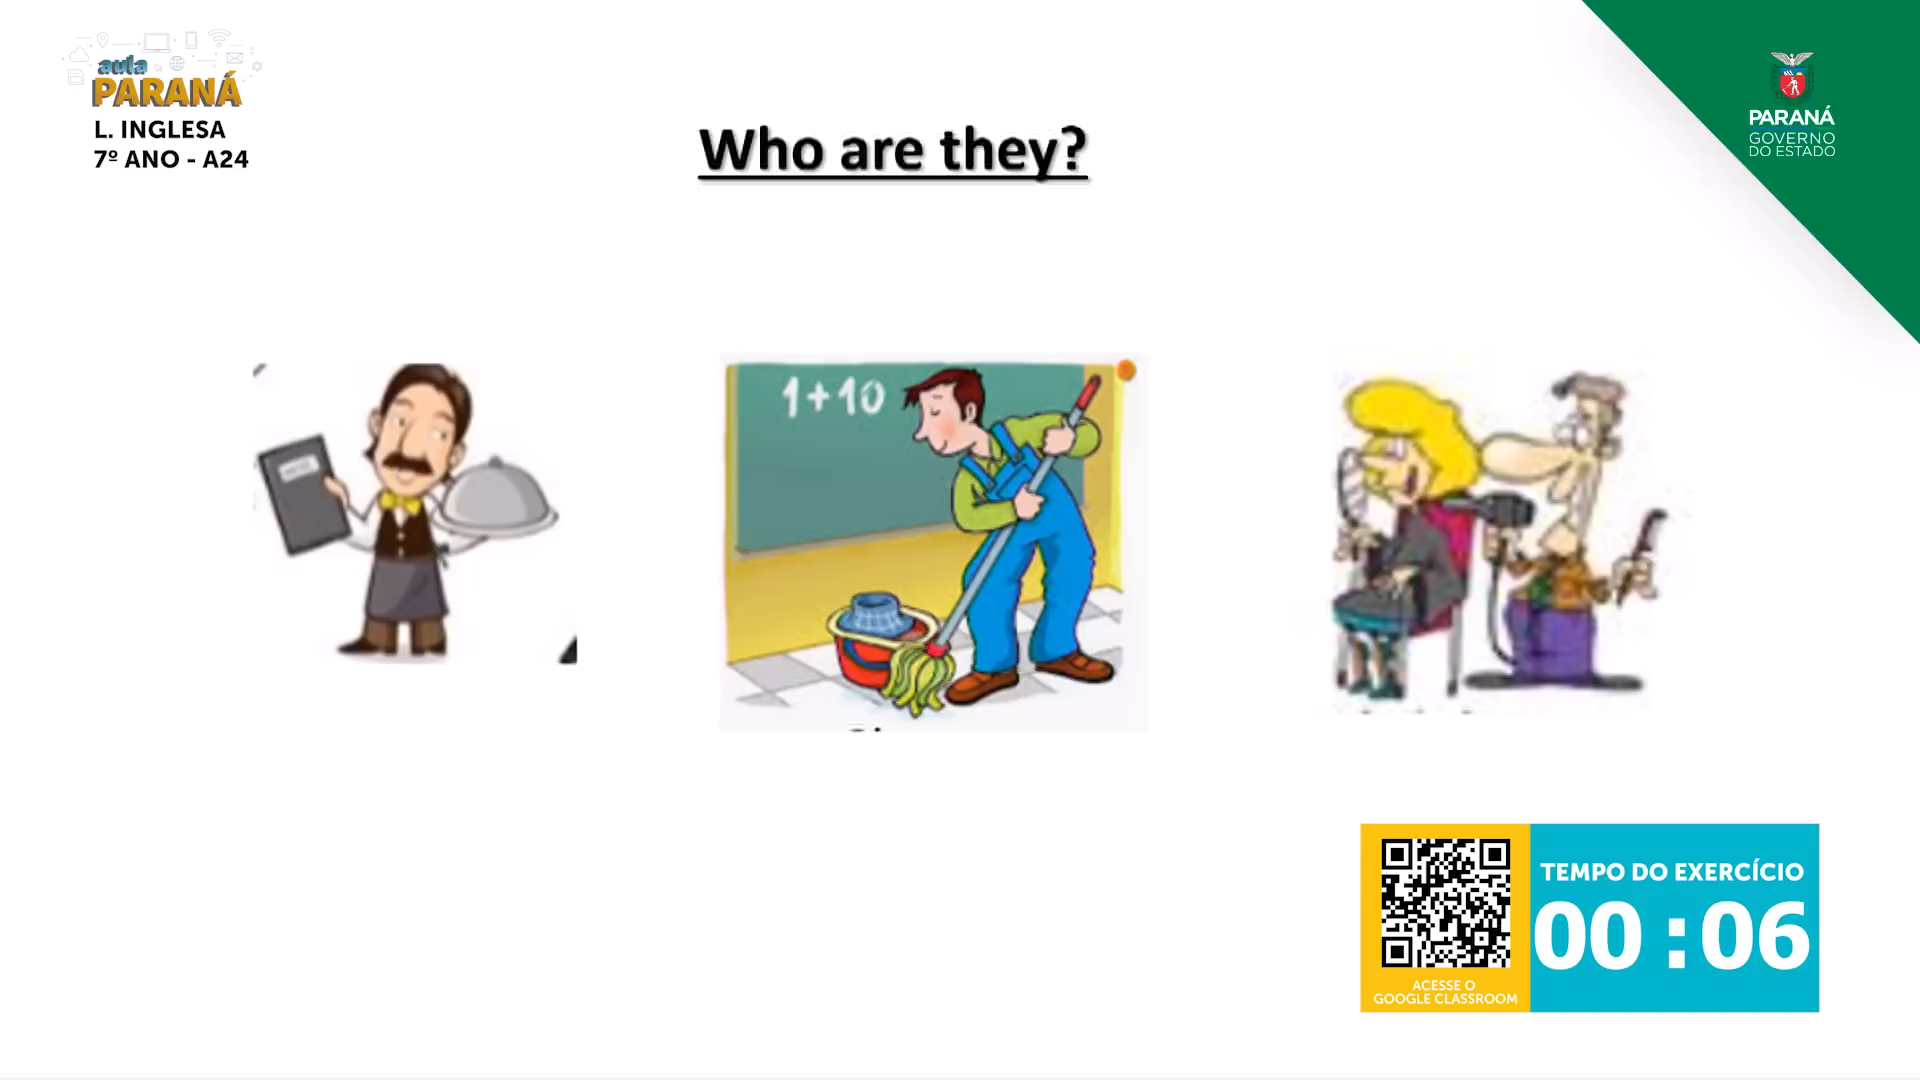 aula
PARANÁ
L. INGLESA
7º ANO - A24
Who are they?
PARANÁ
GOVERNO
DO ESTADO
1+10
TEMPO DO EXERCÍCIO
00:06
ACESSE O
GOOGLE CLASSROOM